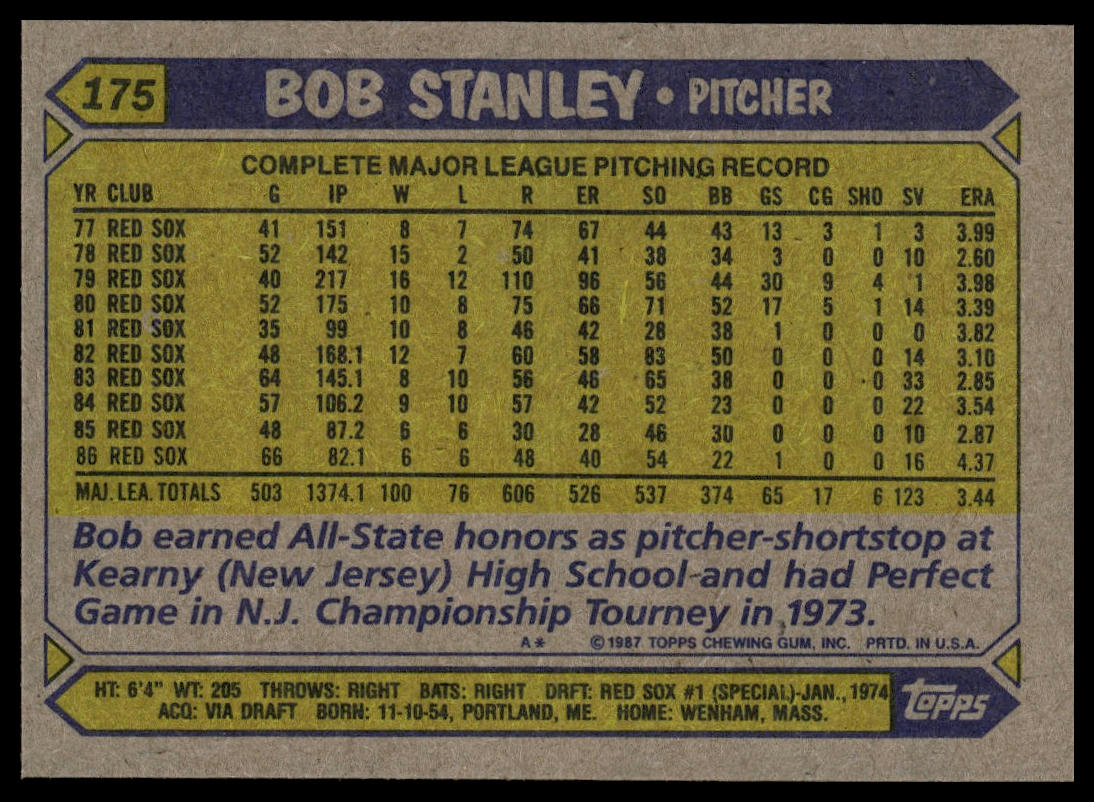 175
BOB STANLEY • PITCHER
COMPLETE MAJOR LEAGUE PITCHING RECORD
YR CLUB G IP W L R ER SO BB GS CG SHO SV ERA
77 RED SOX 41 151 8 7 74 67 44 43 13 3 1 3 3.99
78 RED SOX 52 142 15 2 50 41 38 34 3 0 0 10 2.60
79 RED SOX 40 217 16 12 110 96 56 44 30 9 4 1 3.98
80 RED SOX 52 175 10 8 75 66 71 52 17 5 1 14 3.39
81 RED SOX 35 99 10 8 46 42 28 38 1 0 0 0 3.82
82 RED SOX 48 168.1 12 7 60 58 83 50 0 0 0 14 3.10
83 RED SOX 64 145.1 8 10 56 46 65 38 0 0 0 33 2.85
84 RED SOX 57 106.2 9 10 57 42 52 23 0 0 0 22 3.54
85 RED SOX 48 87.2 6 6 30 28 46 30 0 0 0 10 2.87
86 RED SOX 66 82.1 6 6 48 40 54 22 1 0 0 16 4.37
MAJ. LEA. TOTALS 503 1374.1 100 76 606 526 537 374 65 17 6 123 3.44
Bob earned All-State honors as pitcher-shortstop at
Kearny (New Jersey) High School and had Perfect
Game in N.J. Championship Tourney in 1973.
A* ©1987 TOPPS CHEWING GUM, INC. PRTD. IN U.S.A.
HT: 6'4" WT: 205 THROWS: RIGHT BATS: RIGHT DRFT: RED SOX #1 (SPECIAL)-JAN., 1974
ACQ: VIA DRAFT BORN: 11-10-54, PORTLAND, ME. HOME: WENHAM, MASS.
topps